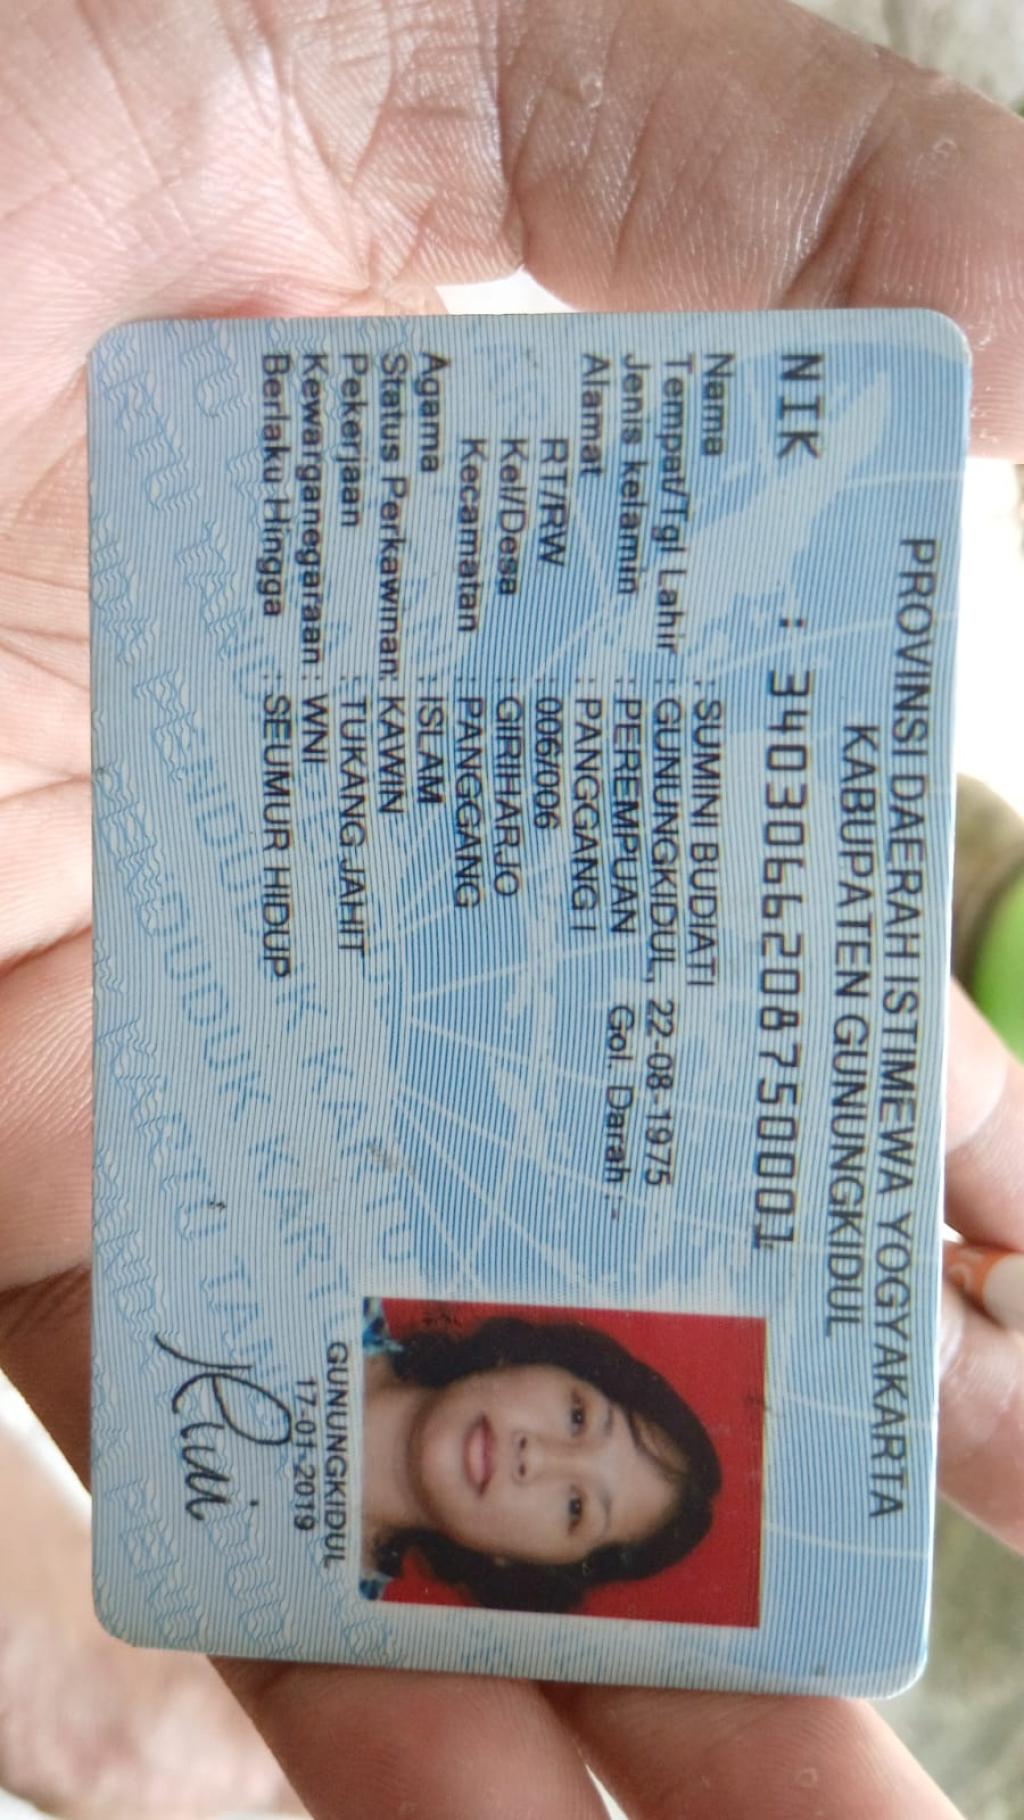 PROVINSI DAERAH ISTIMEWA YOGYAKARTA
KABUPATEN GUNUNGKIDUL
NIK : 3403066208750001
Nama : SUMINI BUDIATI
Tempat/Tgl Lahir : GUNUNGKIDUL, 22-08-1975
Jenis kelamin : PEREMPUAN Gol. Darah -
Alamat : PANGGANG I
RT/RW : 006/006
Kel/Desa : GIRIHARJO
Kecamatan : PANGGANG
Agama : ISLAM
Status Perkawinan: KAWIN
Pekerjaan : TUKANG JAHIT
Kewarganegaraan : WNI
Berlaku Hingga : SEUMUR HIDUP
GUNUNGKIDUL
17-01-2019